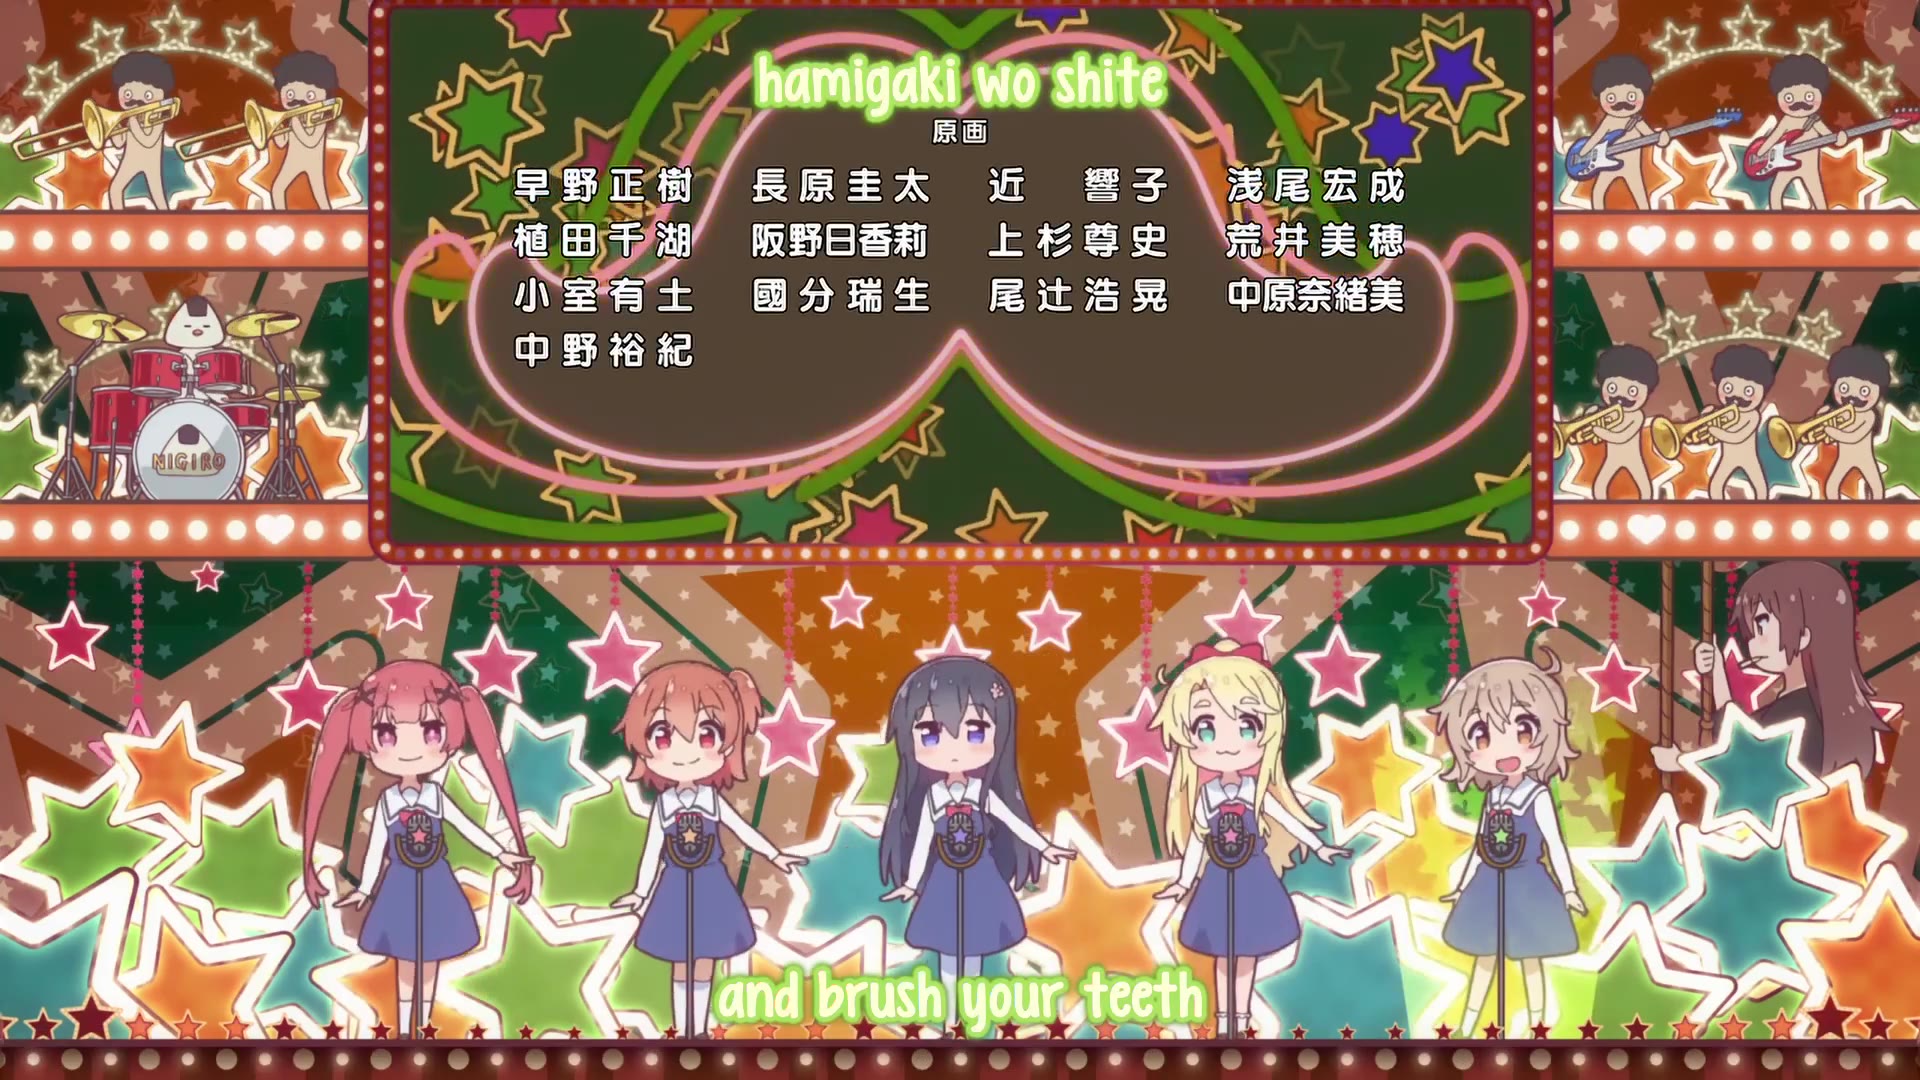 hamigaki wo shite
原画
早野正樹 長原圭太 近 響子 浅尾宏成
植田千湖 阪野日香莉 上杉尊史 荒井美穂
小室有土 國分瑞生 尾辻浩晃 中原奈緒美
中野裕紀
NIGIRO
and brush your teeth